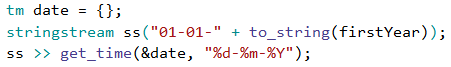 tm date = {};
stringstream ss("01-01-" + to_string(firstYear));
ss >> get_time(&date, "%d-%m-%Y");